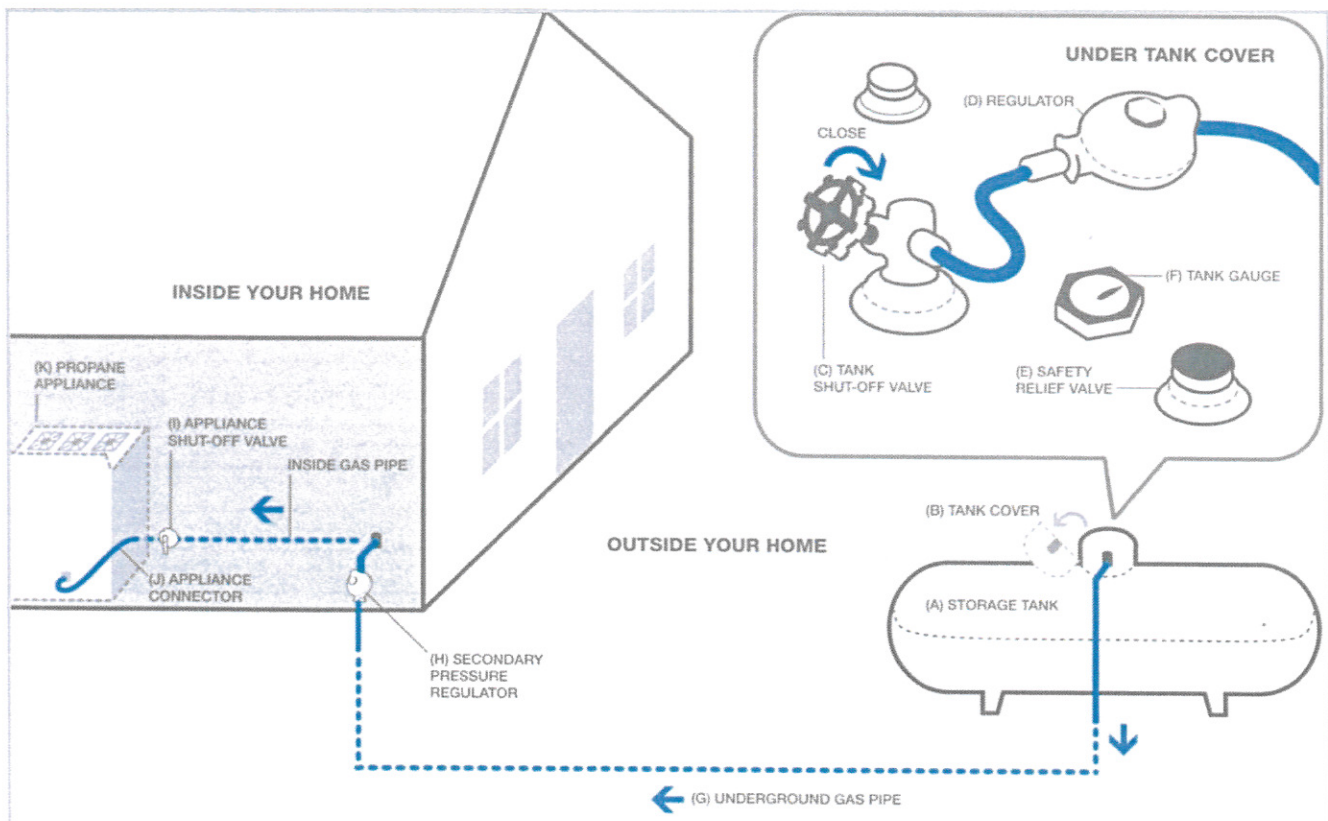 UNDER TANK COVER
(D) REGULATOR
CLOSE
(F) TANK GAUGE
(C) TANK
SHUT-OFF VALVE
(E) SAFETY
RELIEF VALVE
INSIDE YOUR HOME
(K) PROPANE
APPLIANCE
(I) APPLIANCE
SHUT-OFF VALVE
INSIDE GAS PIPE
(J) APPLIANCE
CONNECTOR
(H) SECONDARY
PRESSURE
REGULATOR
OUTSIDE YOUR HOME
(B) TANK COVER
(A) STORAGE TANK
(G) UNDERGROUND GAS PIPE